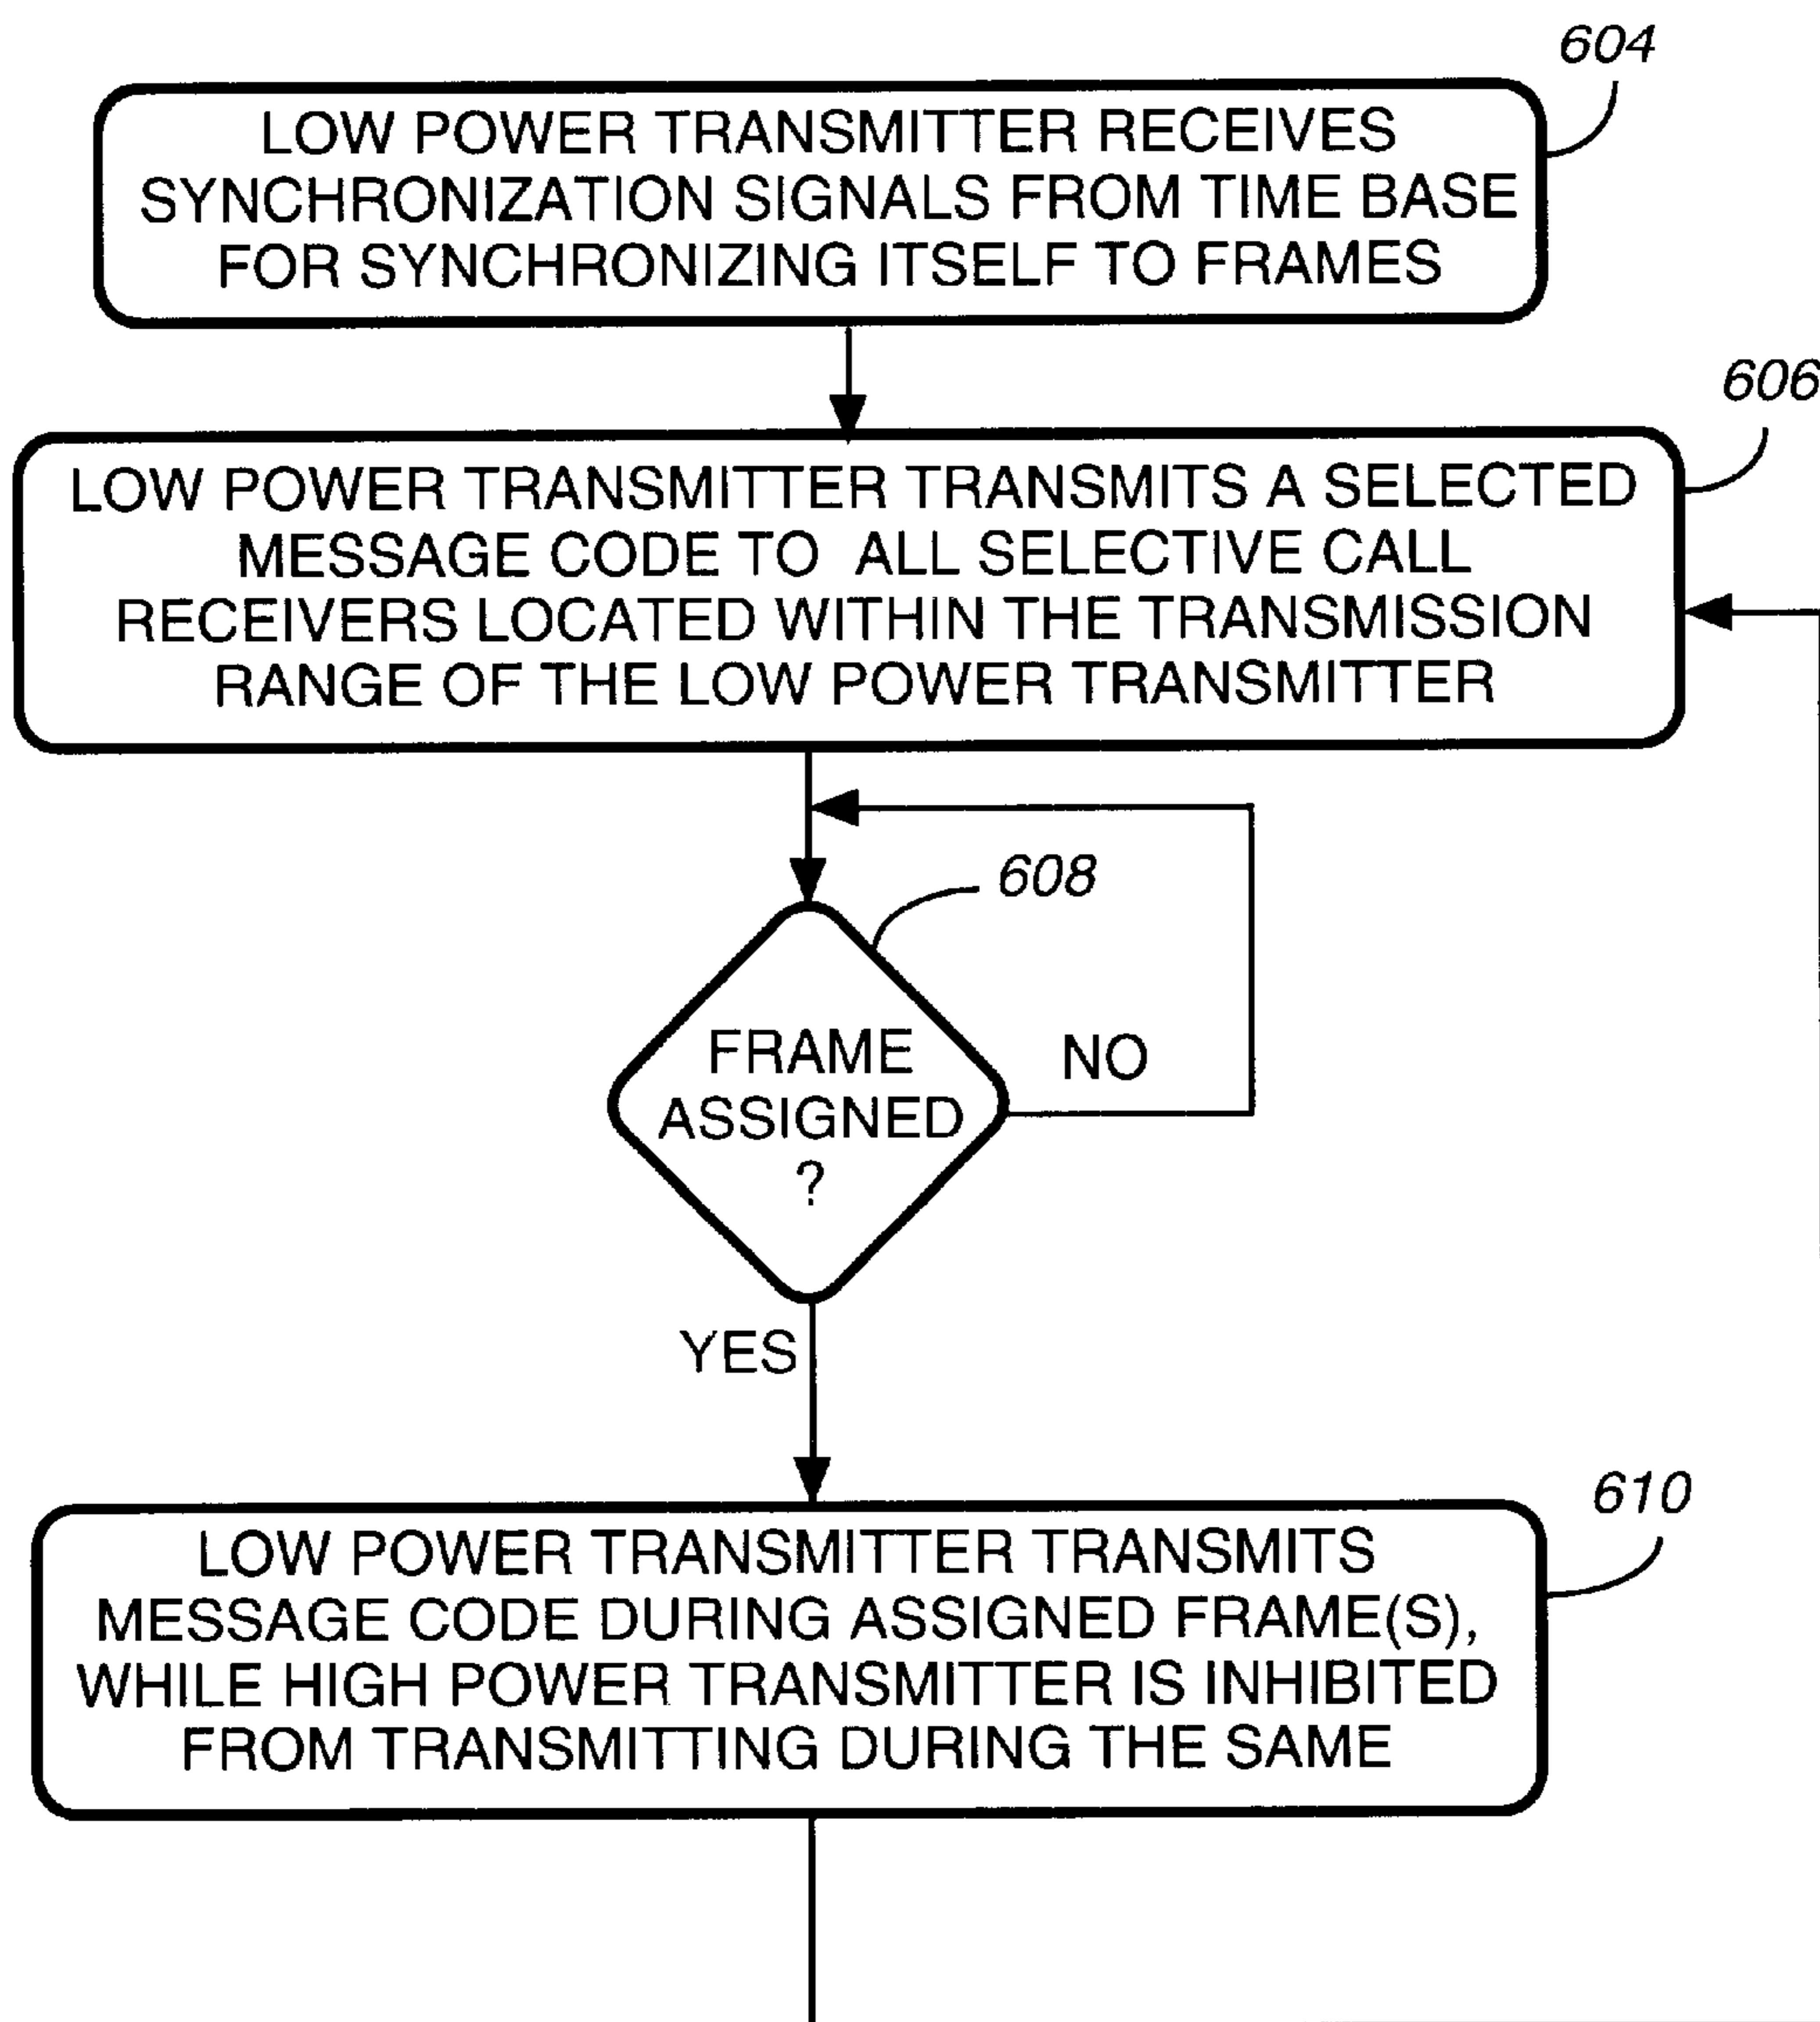 604
LOW POWER TRANSMITTER RECEIVES
SYNCHRONIZATION SIGNALS FROM TIME BASE
FOR SYNCHRONIZING ITSELF TO FRAMES
606
LOW POWER TRANSMITTER TRANSMITS A SELECTED
MESSAGE CODE TO ALL SELECTIVE CALL
RECEIVERS LOCATED WITHIN THE TRANSMISSION
RANGE OF THE LOW POWER TRANSMITTER
608
FRAME
ASSIGNED
?
NO
YES
610
LOW POWER TRANSMITTER TRANSMITS
MESSAGE CODE DURING ASSIGNED FRAME(S),
WHILE HIGH POWER TRANSMITTER IS INHIBITED
FROM TRANSMITTING DURING THE SAME